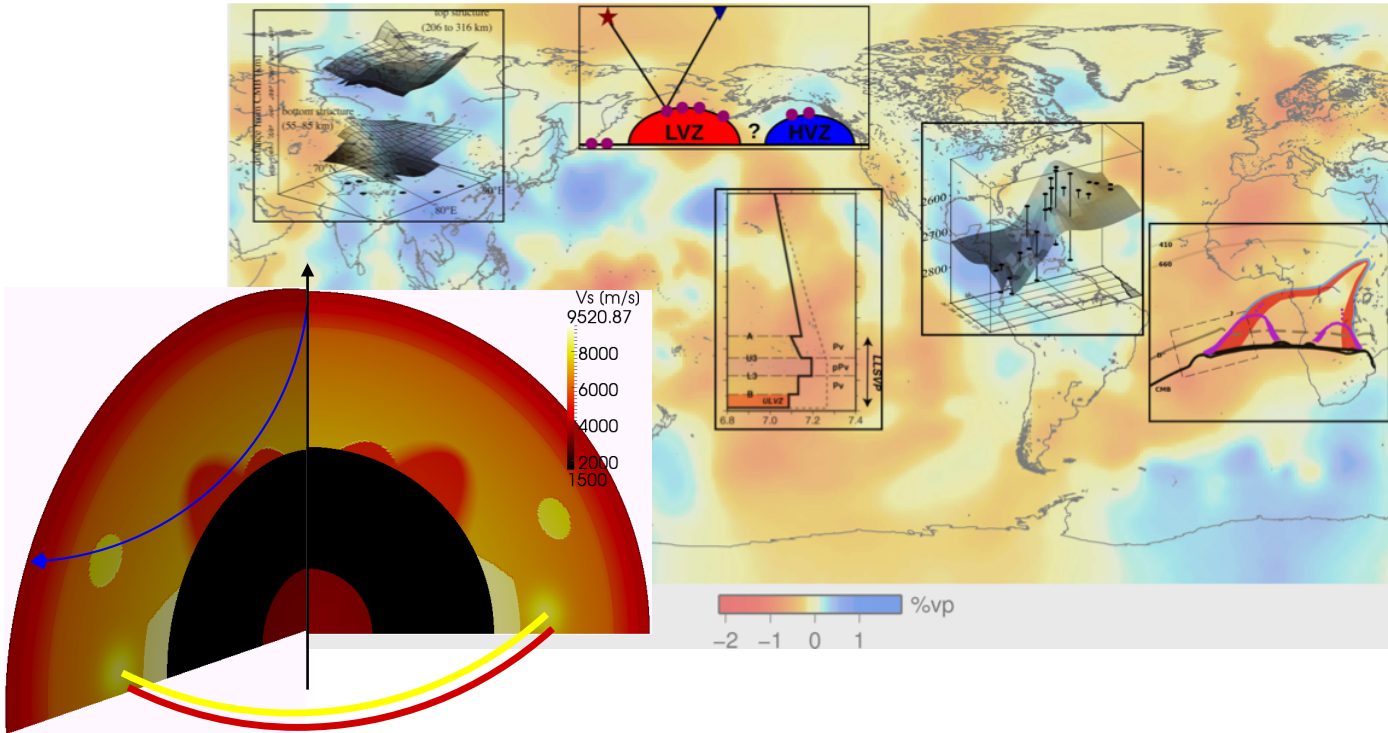 top structure
(206 to 316 km)
bottom structure
(55–85 km)
70°
80°E
90°E
LVZ
?
HVZ
A
U3
L3
B
Pv
pPv
Pv
ULVZ
LLSVP
6.8
7.0
7.2
7.4
2600
2700
2800
410
660
?
D"
CMB
Vs (m/s)
9520.87
8000
6000
4000
2000
1500
%vp
−2
−1
0
1